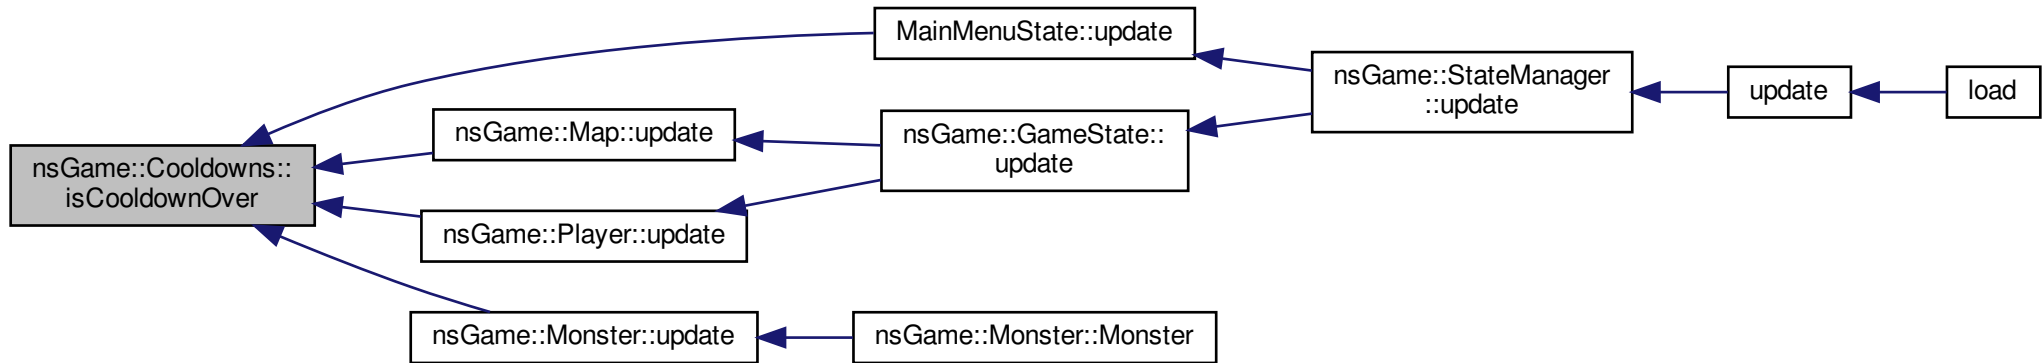 nsGame::Cooldowns::
isCooldownOver
MainMenuState::update
nsGame::Map::update
nsGame::Player::update
nsGame::Monster::update
nsGame::GameState::
update
nsGame::Monster::Monster
nsGame::StateManager
::update
update
load